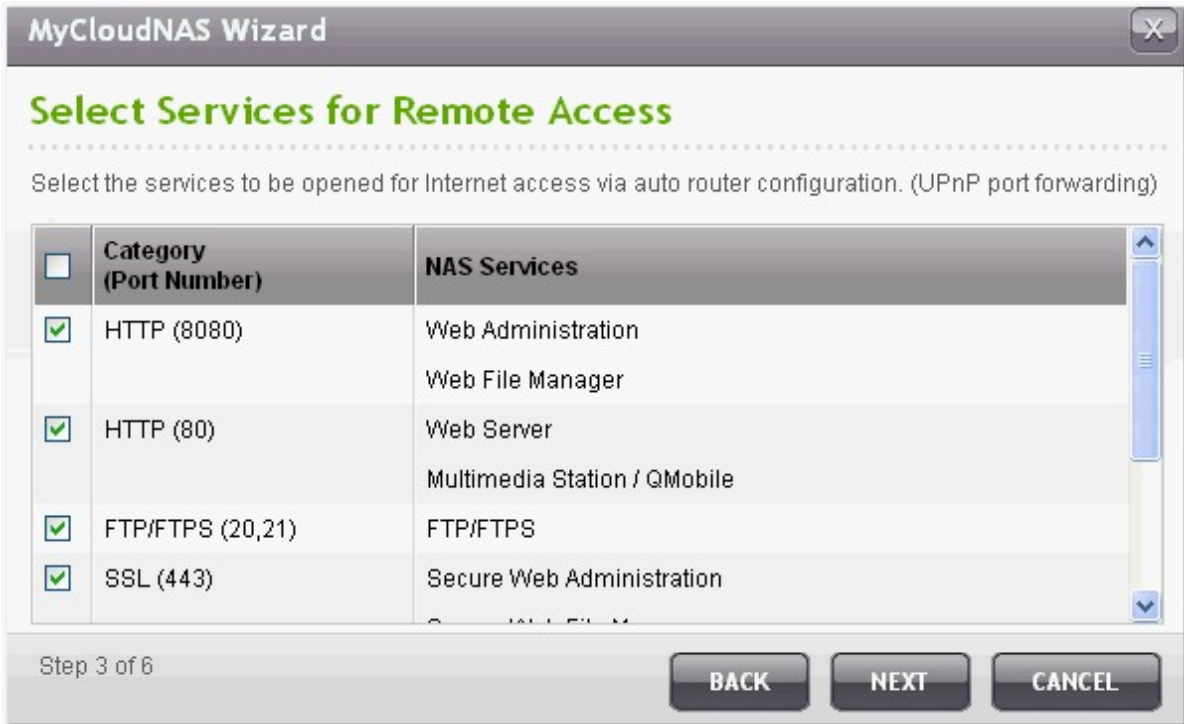 MyCloudNAS Wizard
X
Select Services for Remote Access
Select the services to be opened for Internet access via auto router configuration. (UPnP port forwarding)
Category
(Port Number)
NAS Services
HTTP (8080)
Web Administration
Web File Manager
HTTP (80)
Web Server
Multimedia Station / QMobile
FTP/FTPS (20,21)
FTP/FTPS
SSL (443)
Secure Web Administration
Step 3 of 6
BACK
NEXT
CANCEL